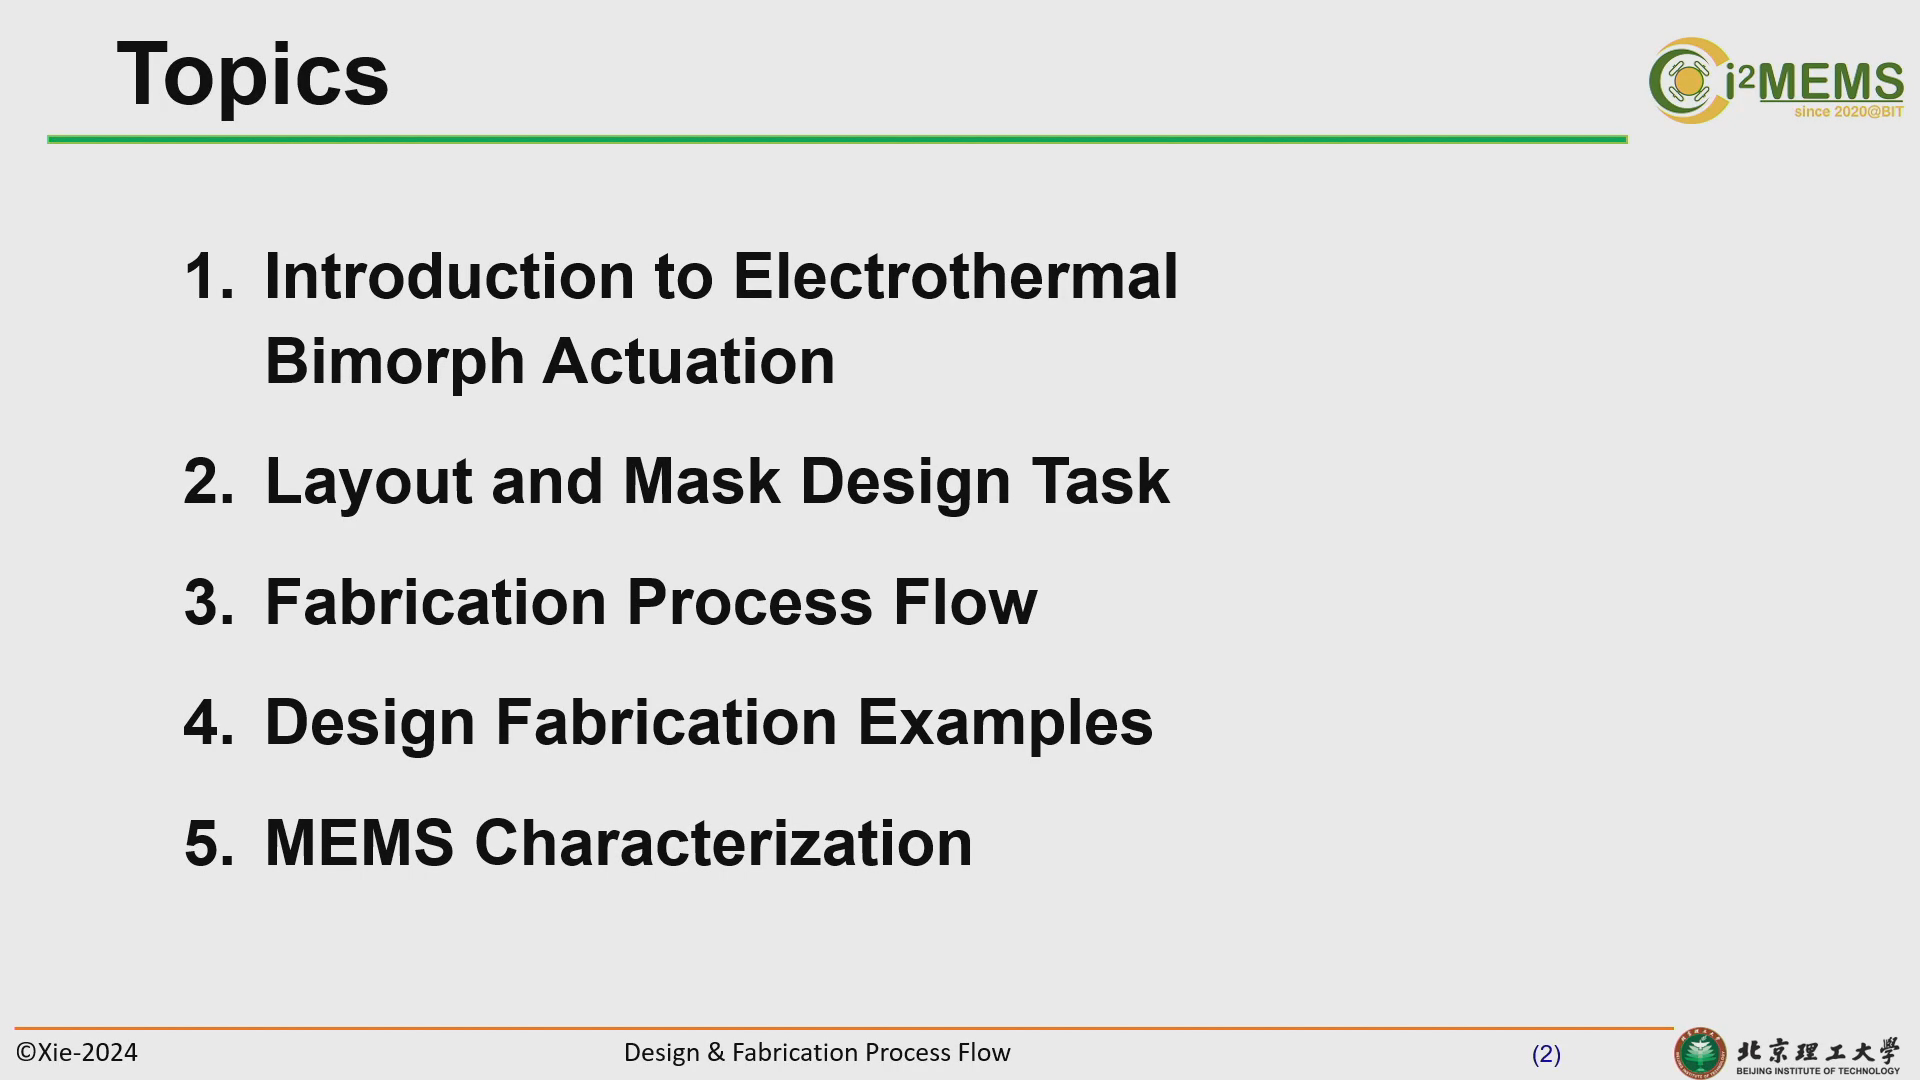 Topics
i²MEMS
since 2020@BIT
1. Introduction to Electrothermal
Bimorph Actuation
2. Layout and Mask Design Task
3. Fabrication Process Flow
4. Design Fabrication Examples
5. MEMS Characterization
©Xie-2024
Design & Fabrication Process Flow
(2)
北京理工大学
BEIJING INSTITUTE OF TECHNOLOGY